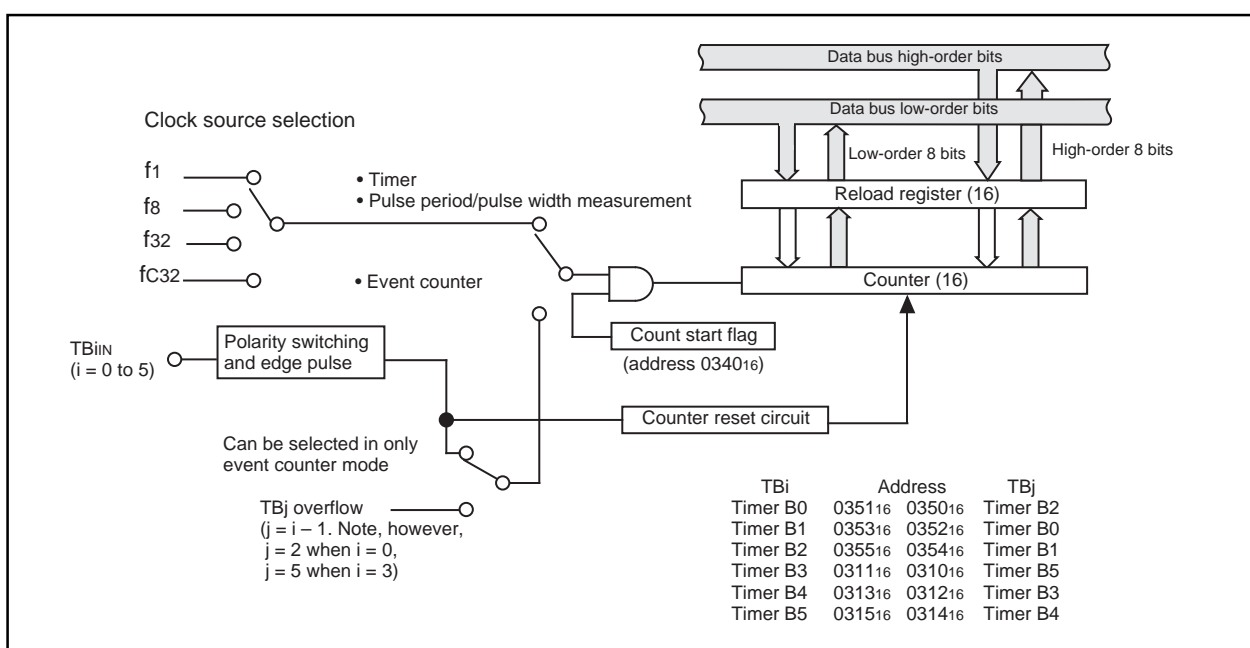 Data bus high-order bits
Data bus low-order bits
Clock source selection
Low-order 8 bits
High-order 8 bits
f1
• Timer
• Pulse period/pulse width measurement
Reload register (16)
f8
f32
fC32
• Event counter
Counter (16)
TBiIN
(i = 0 to 5)
Polarity switching
and edge pulse
Count start flag
(address 034016)
Counter reset circuit
Can be selected in only
event counter mode
TBj overflow
(j = i – 1. Note, however,
j = 2 when i = 0,
j = 5 when i = 3)
TBi Address TBj
Timer B0 035116 035016 Timer B2
Timer B1 035316 035216 Timer B0
Timer B2 035516 035416 Timer B1
Timer B3 031116 031016 Timer B5
Timer B4 031316 031216 Timer B3
Timer B5 031516 031416 Timer B4